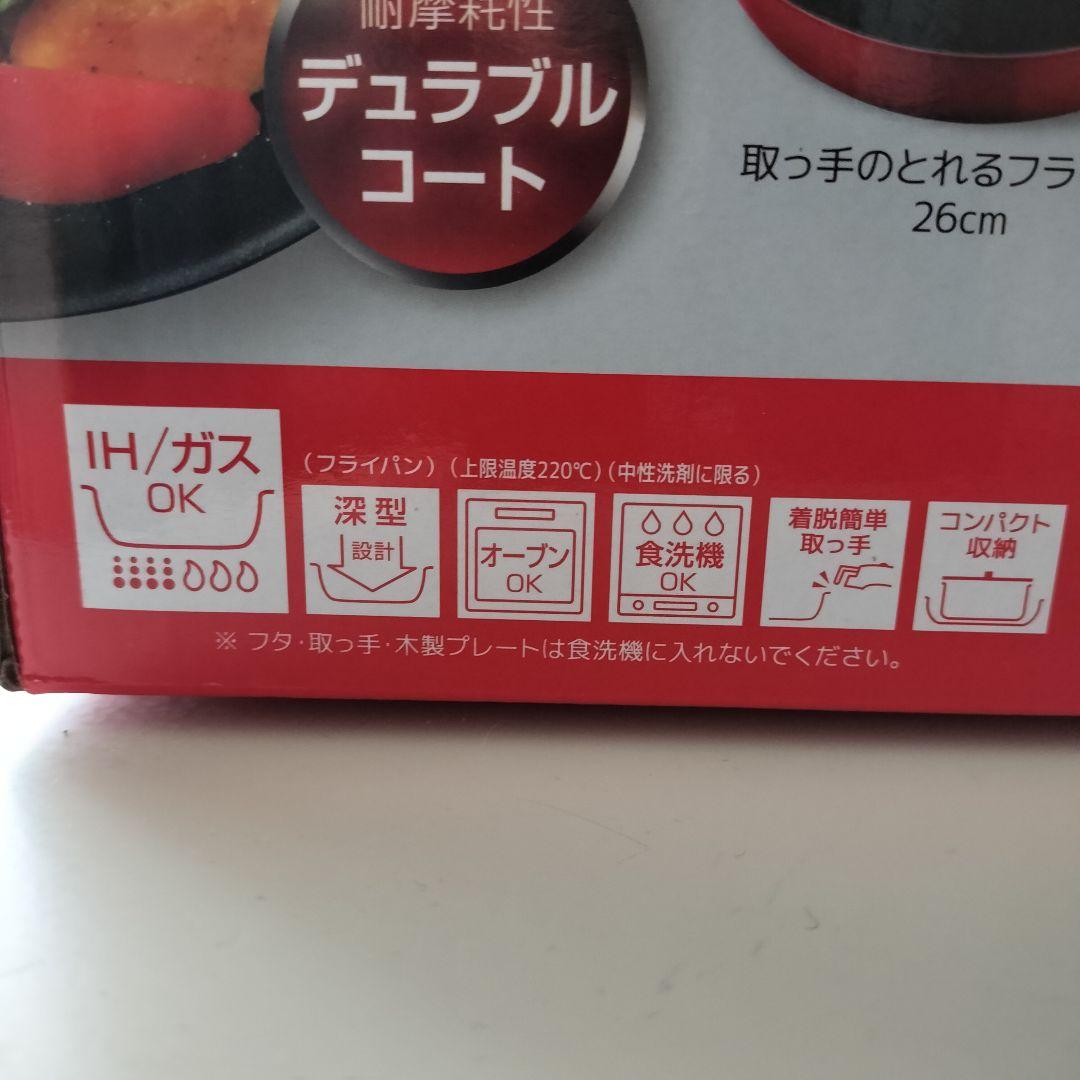 耐摩耗性
デュラブル
コート
取っ手のとれるフラ
26cm
IH/ガス
OK
(フライパン)
深型
設計
(上限温度220℃)
オーブン
OK
(中性洗剤に限る)
食洗機
OK
着脱簡単
取っ手
コンパクト
収納
※ フタ・取っ手・木製プレートは食洗機に入れないでください。